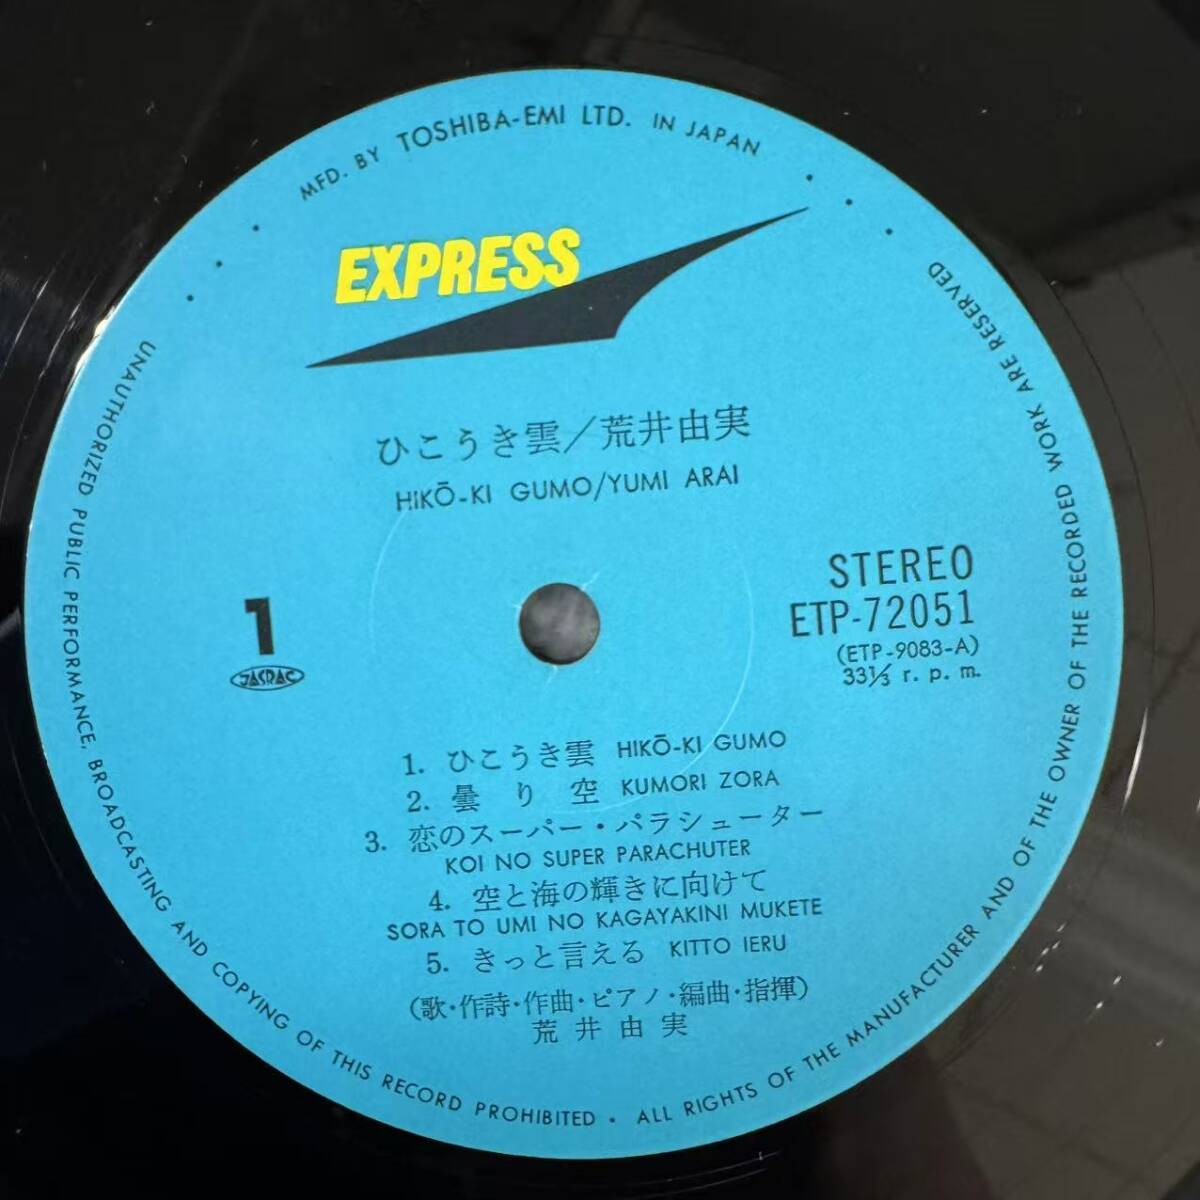 MFD. BY TOSHIBA-EMI LTD. IN JAPAN
EXPRESS
ひこうき雲／荒井由実
HIKŌ-KI GUMO/YUMI ARAI
1
JASRAC
STEREO
ETP-72051
(ETP-9083-A)
33⅓ r. p. m.
1. ひこうき雲 HIKŌ-KI GUMO
2.曇り空 KUMORI ZORA
3. 恋のスーパー・パラシューター
KOI NO SUPER PARACHUTER
4. 空と海の輝きに向けて
SORA TO UMI NO KAGAYAKINI MUKETE
5. きっと言える KITTO IERU
(歌・作詩・作曲・ピアノ・編曲・指揮)
荒井由実
UNAUTHORIZED PUBLIC PERFORMANCE, BROADCASTING AND COPYING OF THIS RECORD PROHIBITED • ALL RIGHTS OF THE MANUFACTURER AND OF THE OWNER OF THE RECORDED WORK ARE RESERVED